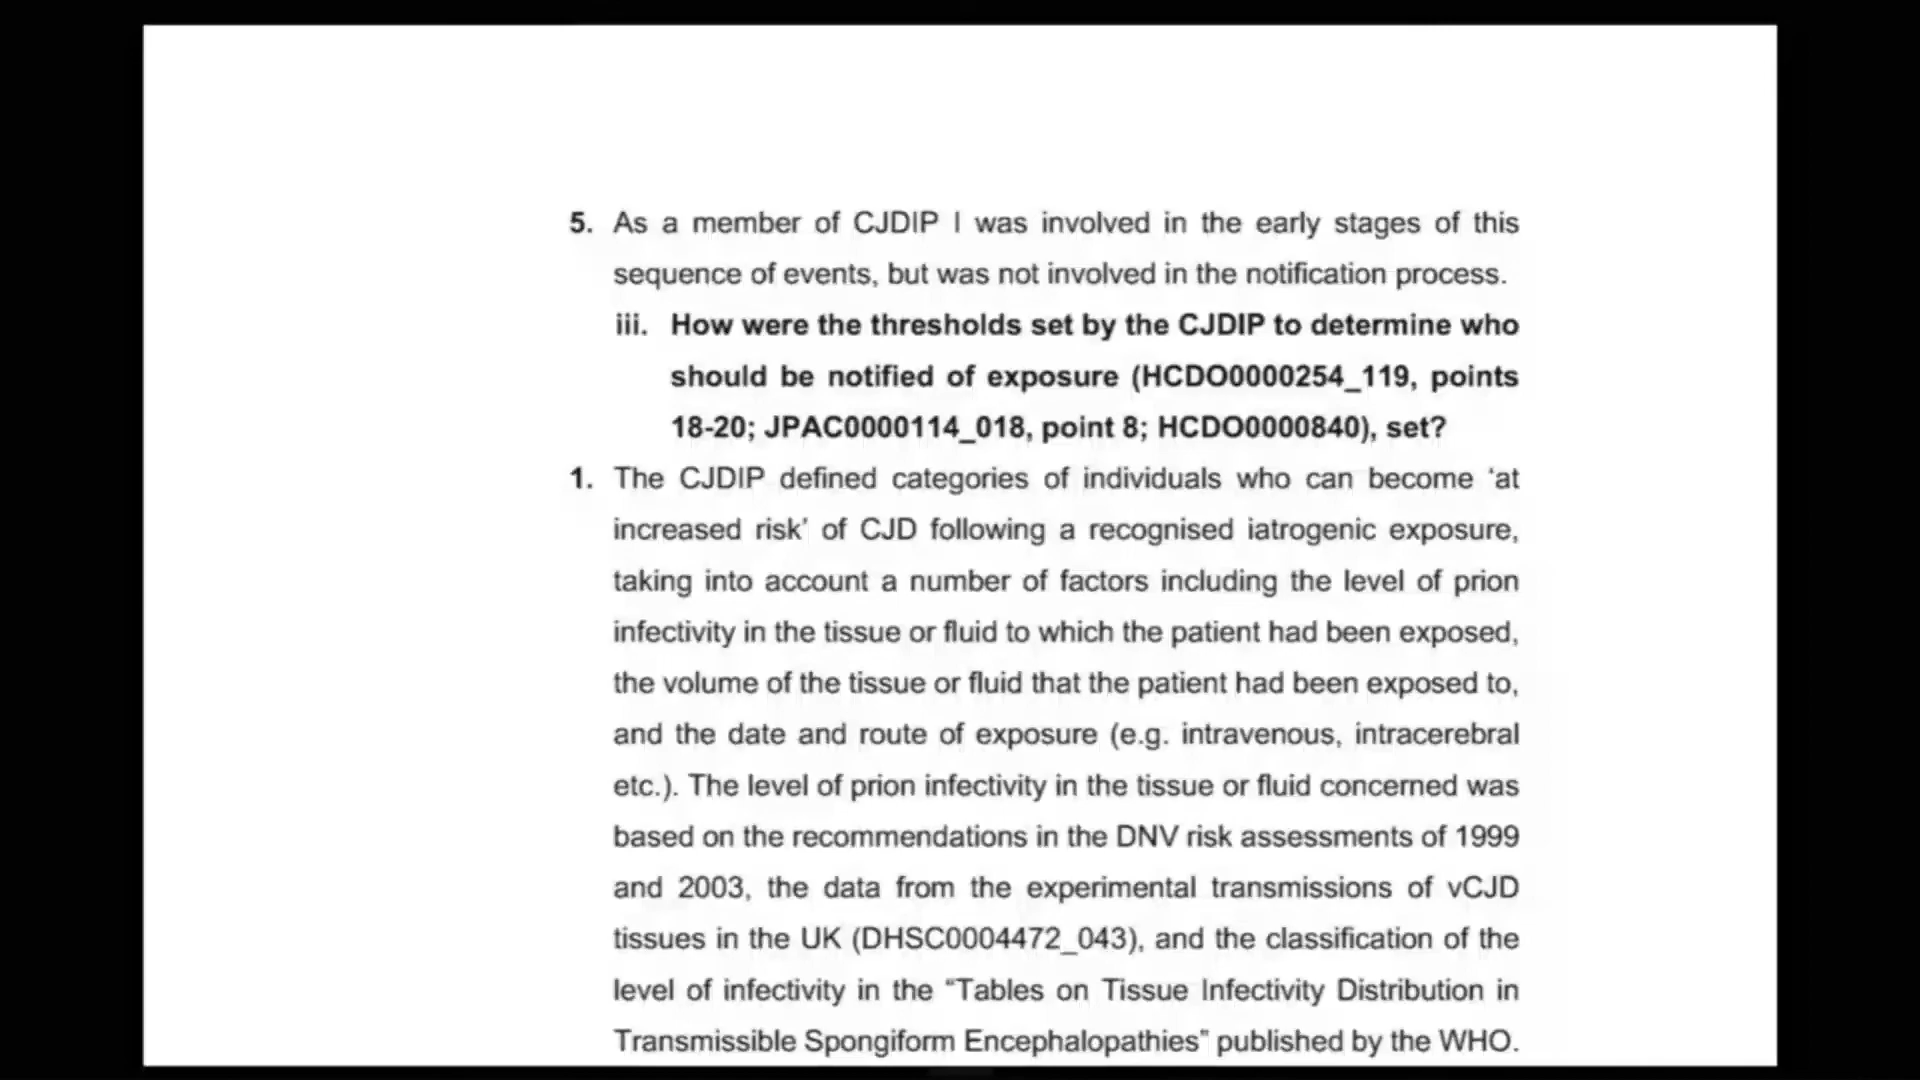 5. As a member of CJDIP I was involved in the early stages of this
sequence of events, but was not involved in the notification process.
iii. How were the thresholds set by the CJDIP to determine who
should be notified of exposure (HCDO0000254_119, points
18-20; JPAC0000114_018, point 8; HCDO0000840), set?
1. The CJDIP defined categories of individuals who can become ‘at
increased risk’ of CJD following a recognised iatrogenic exposure,
taking into account a number of factors including the level of prion
infectivity in the tissue or fluid to which the patient had been exposed,
the volume of the tissue or fluid that the patient had been exposed to,
and the date and route of exposure (e.g. intravenous, intracerebral
etc.). The level of prion infectivity in the tissue or fluid concerned was
based on the recommendations in the DNV risk assessments of 1999
and 2003, the data from the experimental transmissions of vCJD
tissues in the UK (DHSC0004472_043), and the classification of the
level of infectivity in the “Tables on Tissue Infectivity Distribution in
Transmissible Spongiform Encephalopathies” published by the WHO.